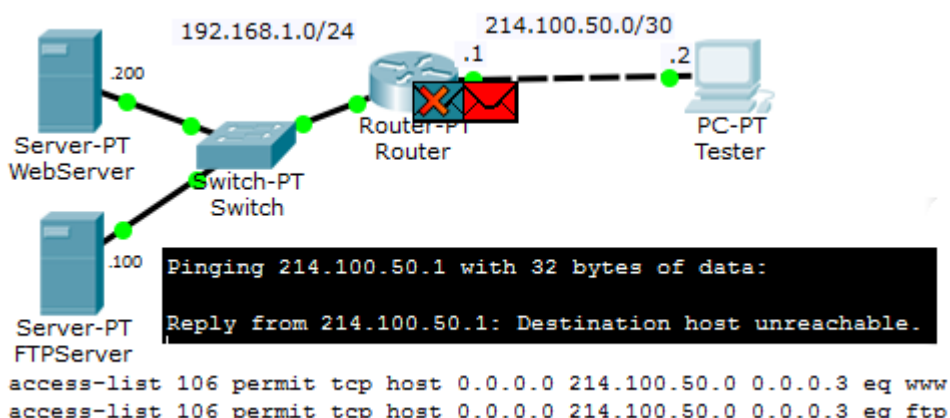 192.168.1.0/24
214.100.50.0/30
.200
.1
.2
Server-PT
WebServer
Router-PT
Router
PC-PT
Tester
Switch-PT
Switch
.100
Server-PT
FTPServer
Pinging 214.100.50.1 with 32 bytes of data:
Reply from 214.100.50.1: Destination host unreachable.
access-list 106 permit tcp host 0.0.0.0 214.100.50.0 0.0.0.3 eq www
access-list 106 permit tcp host 0.0.0.0 214.100.50.0 0.0.0.3 eq ftp